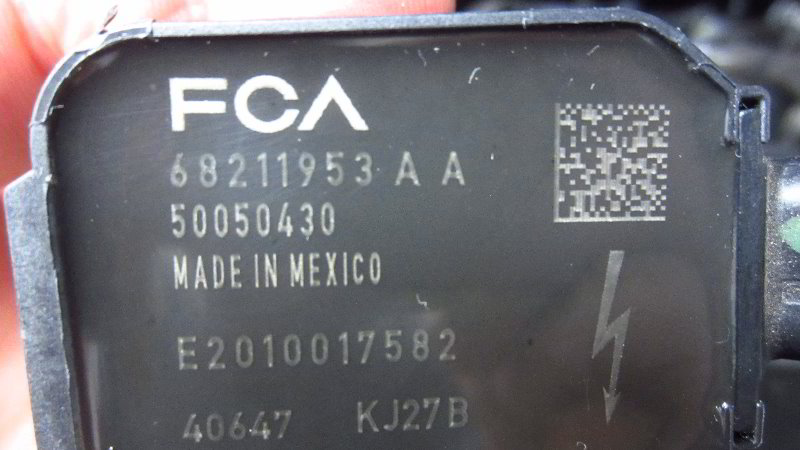 FCA
68211953 A A
50050430
MADE IN MEXICO
E2010017582
40647 KJ27B